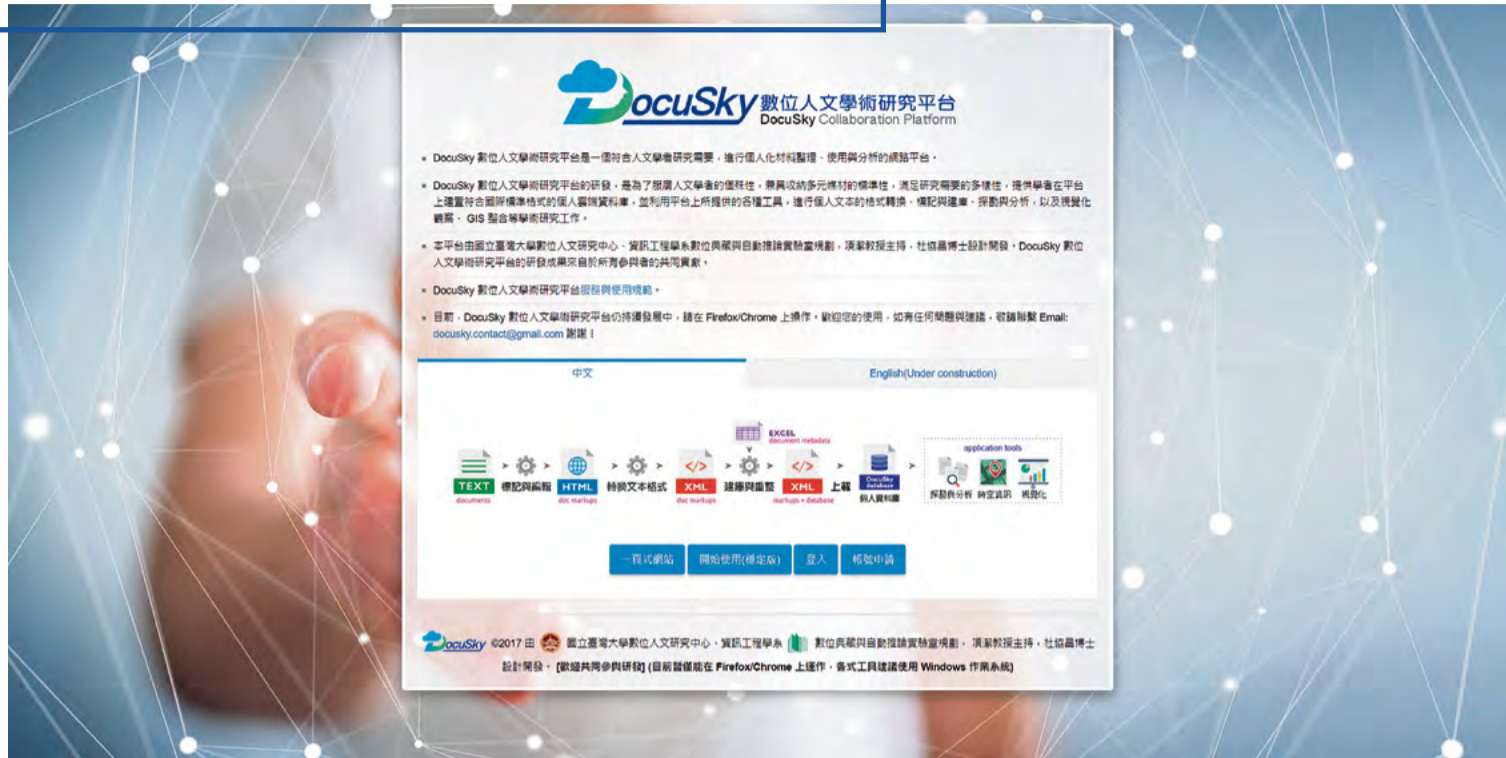 DocuSky 數位人文學術研究平台
DocuSky Collaboration Platform
DocuSky 數位人文學術研究平台是一個符合人文學者研究需要，進行個人化材料整理、使用與分析的網路平台。
DocuSky 數位人文學術研究平台的研發，是為了服膺人文學者的個殊性，兼具收納多元媒材的標準性，滿足研究需要的多樣性，提供學者在平台
上建置符合國際標準格式的個人雲端資料庫，並利用平台上所提供的各種工具，進行個人文本的格式轉換、標記與建庫、探勘與分析，以及視覺化
觀察、GIS 整合等學術研究工作。
本平台由國立臺灣大學數位人文研究中心、資訊工程學系數位典藏與自動推論實驗室規劃，項潔教授主持，杜協昌博士設計開發。DocuSky 數位
人文學術研究平台的研發成果來自於所有參與者的共同貢獻。
DocuSky 數位人文學術研究平台服務與使用規範。
目前，DocuSky 數位人文學術研究平台仍持續發展中，請在 Firefox/Chrome 上操作。歡迎您的使用，如有任何問題與建議，敬請聯繫 Email:
docusky.contact@gmail.com 謝謝！
中文 English(Under construction)
EXCEL
document metadata
application tools
TEXT 標記與編輯 HTML 轉換文本格式 XML 建庫與重整 XML 上載 DocuSky database
documents doc markups doc markups markups + database 個人資料庫 探勘與分析 時空資訊 視覺化
一頁式網站 開始使用(穩定版) 登入 帳號申請
DocuSky ©2017 由 國立臺灣大學數位人文研究中心、資訊工程學系 數位典藏與自動推論實驗室規劃， 項潔教授主持，杜協昌博士
設計開發。 [歡迎共同參與研發] (目前暫僅能在 Firefox/Chrome 上運作，各式工具建議使用 Windows 作業系統)